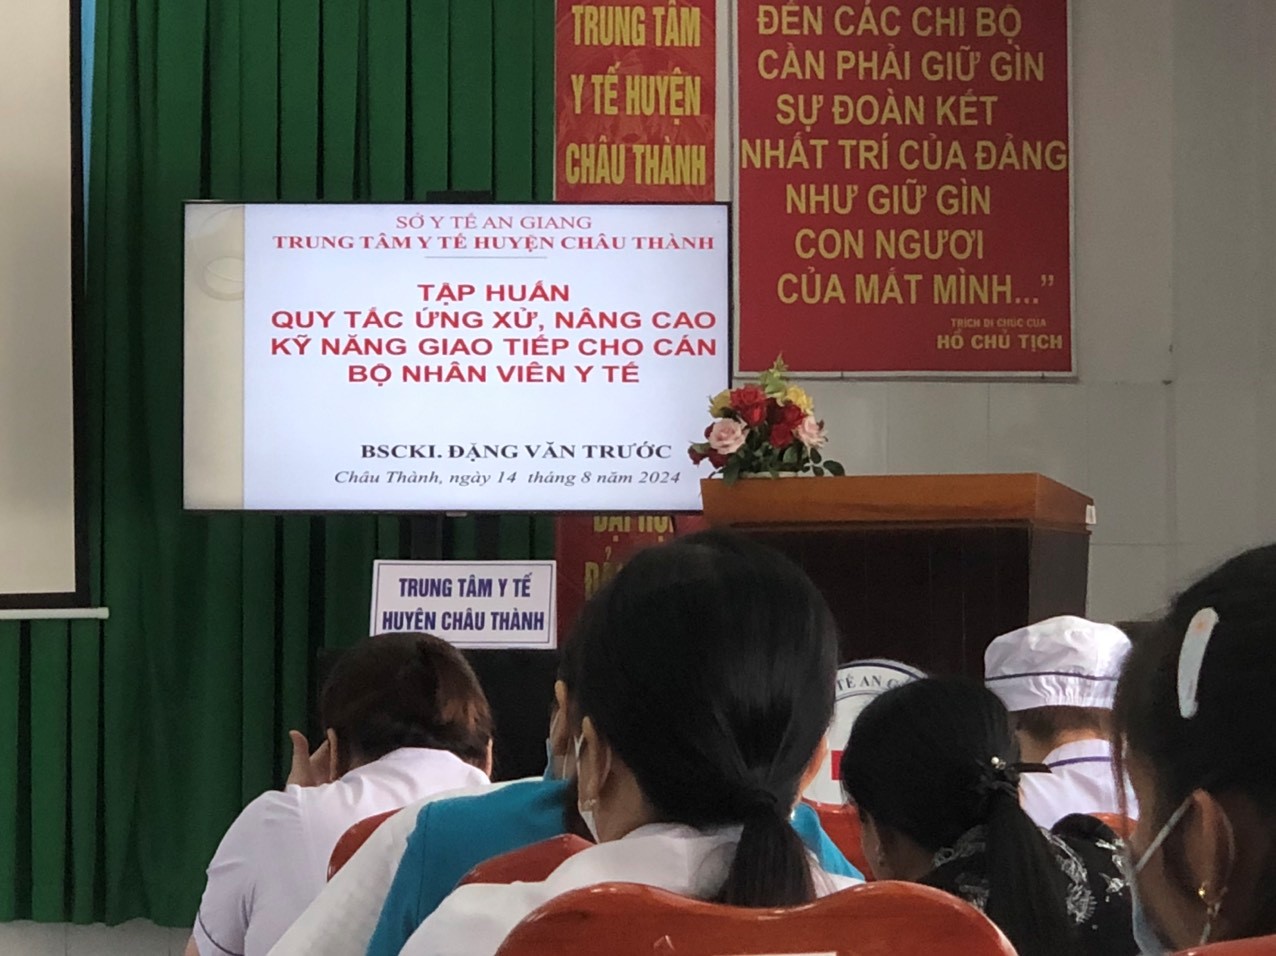 TRUNG TÂM
Y TẾ HUYỆN
CHÂU THÀNH
ĐẾN CÁC CHI BỘ
CẦN PHẢI GIỮ GÌN
SỰ ĐOÀN KẾT
NHẤT TRÍ CỦA ĐẢNG
NHƯ GIỮ GÌN
CON NGƯƠI
CỦA MẮT MÌNH..."
TRÍCH DI CHÚC CỦA
HỒ CHỦ TỊCH
SỞ Y TẾ AN GIANG
TRUNG TÂM Y TẾ HUYỆN CHÂU THÀNH
TẬP HUẤN
QUY TẮC ỨNG XỬ, NÂNG CAO
KỸ NĂNG GIAO TIẾP CHO CÁN
BỘ NHÂN VIÊN Y TẾ
BSCKI. ĐẶNG VĂN TRƯỚC
Châu Thành, ngày 14 tháng 8 năm 2024
TRUNG TÂM Y TẾ
HUYỆN CHÂU THÀNH
TẾ AN